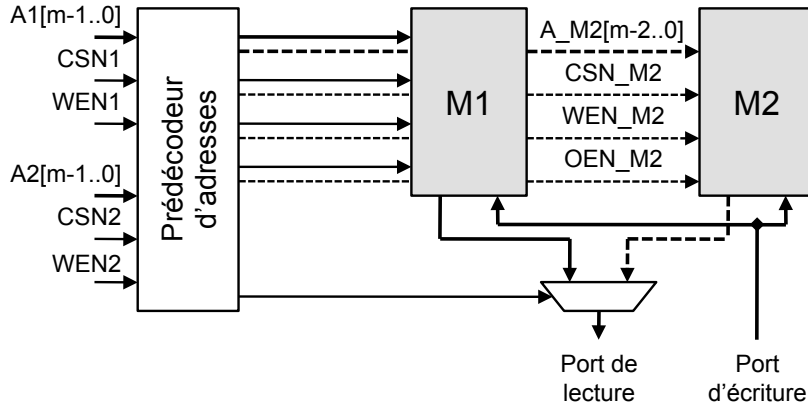 A1[m-1..0]
CSN1
WEN1
A2[m-1..0]
CSN2
WEN2
Prédécodeur
d'adresses
M1
A_M2[m-2..0]
CSN_M2
WEN_M2
OEN_M2
M2
Port de
lecture
Port
d'écriture